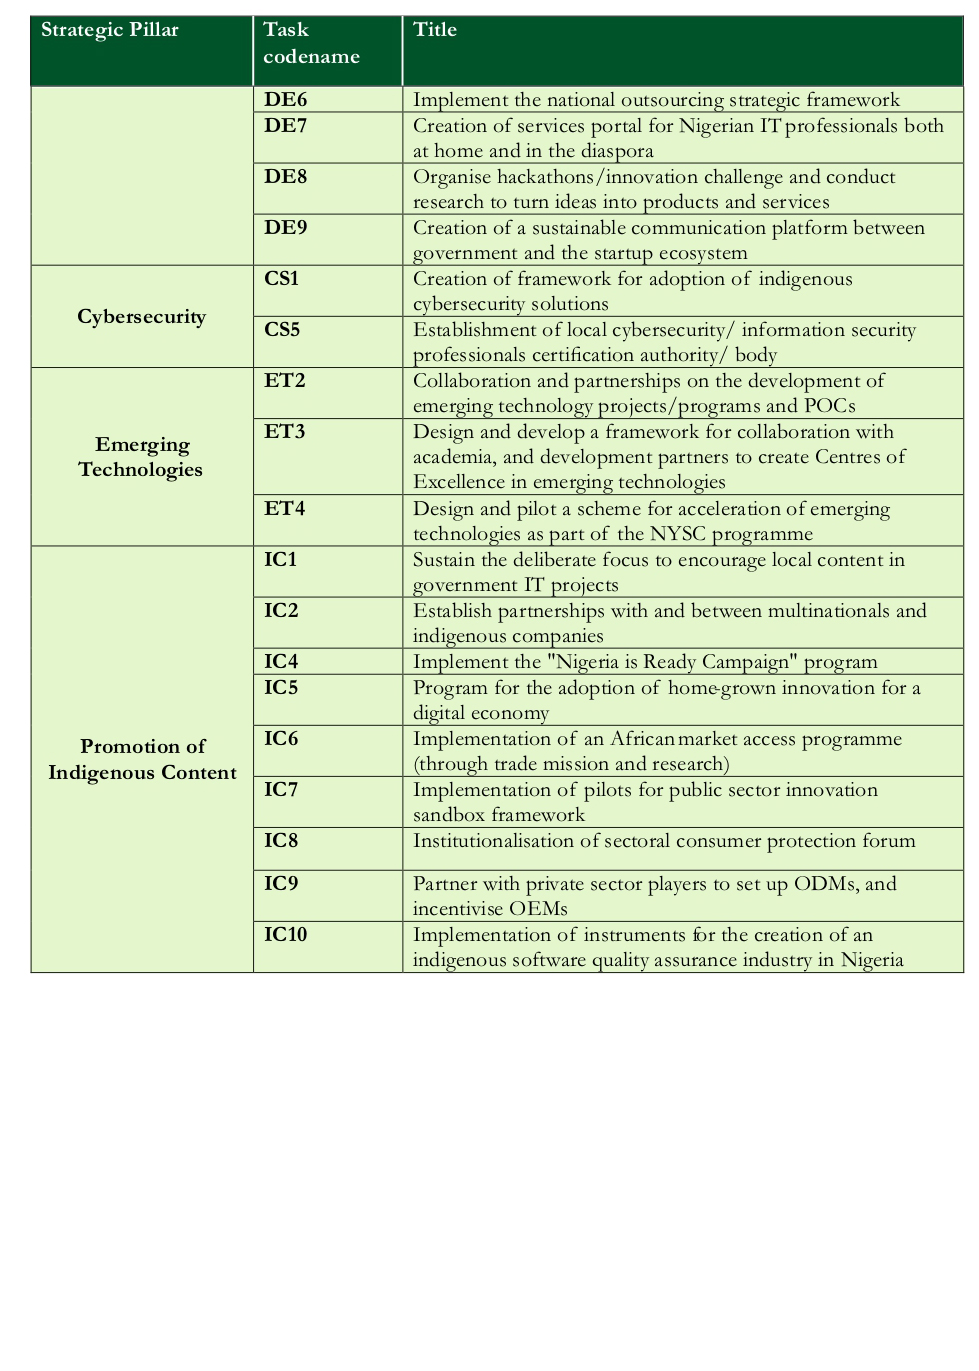 Strategic Pillar
Task
codename
Title
DE6
Implement the national outsourcing strategic framework
DE7
Creation of services portal for Nigerian IT professionals both
at home and in the diaspora
DE8
Organise hackathons/innovation challenge and conduct
research to turn ideas into products and services
DE9
Creation of a sustainable communication platform between
government and the startup ecosystem
Cybersecurity
CS1
Creation of framework for adoption of indigenous
cybersecurity solutions
CS5
Establishment of local cybersecurity/ information security
professionals certification authority/ body
Emerging
Technologies
ET2
Collaboration and partnerships on the development of
emerging technology projects/programs and POCs
ET3
Design and develop a framework for collaboration with
academia, and development partners to create Centres of
Excellence in emerging technologies
ET4
Design and pilot a scheme for acceleration of emerging
technologies as part of the NYSC programme
Promotion of
Indigenous Content
IC1
Sustain the deliberate focus to encourage local content in
government IT projects
IC2
Establish partnerships with and between multinationals and
indigenous companies
IC4
Implement the "Nigeria is Ready Campaign" program
IC5
Program for the adoption of home-grown innovation for a
digital economy
IC6
Implementation of an African market access programme
(through trade mission and research)
IC7
Implementation of pilots for public sector innovation
sandbox framework
IC8
Institutionalisation of sectoral consumer protection forum
IC9
Partner with private sector players to set up ODMs, and
incentivise OEMs
IC10
Implementation of instruments for the creation of an
indigenous software quality assurance industry in Nigeria